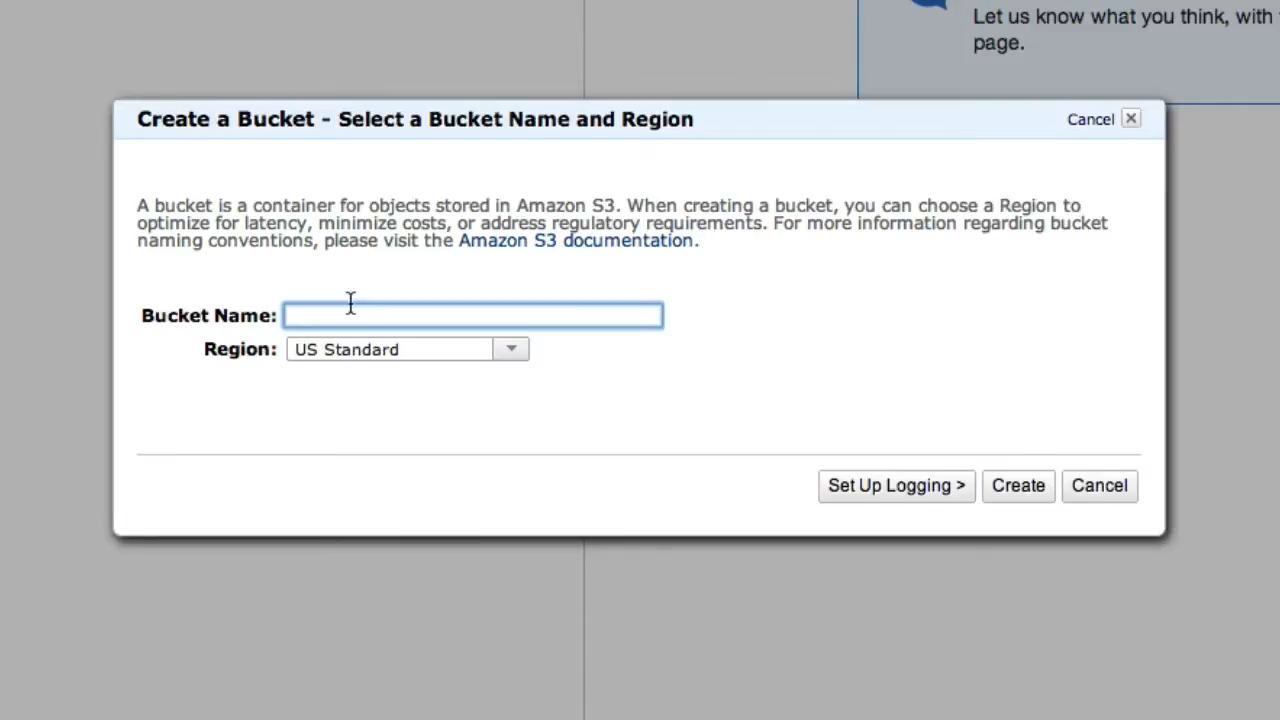 Let us know what you think, with
page.
Create a Bucket - Select a Bucket Name and Region
Cancel
A bucket is a container for objects stored in Amazon S3. When creating a bucket, you can choose a Region to
optimize for latency, minimize costs, or address regulatory requirements. For more information regarding bucket
naming conventions, please visit the Amazon S3 documentation.
Bucket Name:
Region: US Standard
Set Up Logging > Create Cancel